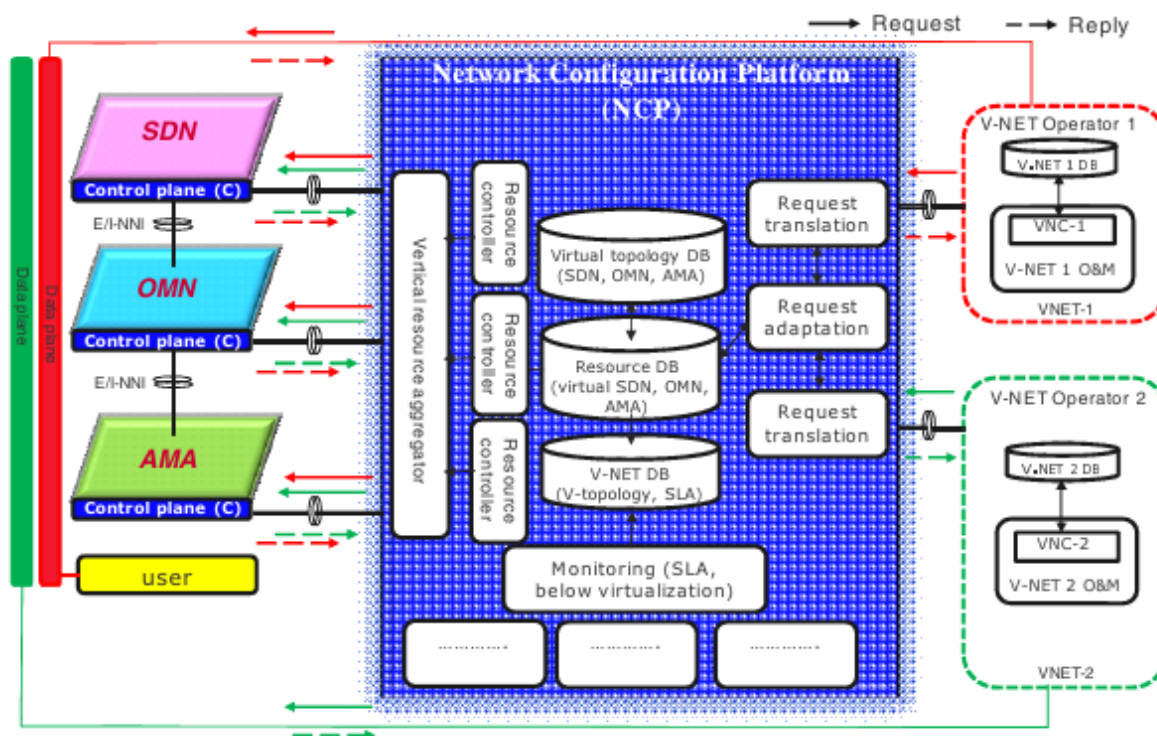 Request
Reply
Network Configuration Platform
(NCP)
SDN
Control plane (C)
E/I-NNI
OMN
Control plane (C)
E/I-NNI
AMA
Control plane (C)
user
Data plane
Data plane
Vertical resource aggregator
Resource
controller
Resource
controller
Resource
controller
Virtual topology DB
(SDN, OMN, AMA)
Resource DB
(virtual SDN, OMN,
AMA)
V-NET DB
(V-topology, SLA)
Monitoring (SLA,
below virtualization)
………….
………….
………….
Request
translation
Request
adaptation
Request
translation
V-NET Operator 1
V.NET 1 DB
VNC-1
V-NET 1 O&M
VNET-1
V-NET Operator 2
V.NET 2 DB
VNC-2
V-NET 2 O&M
VNET-2